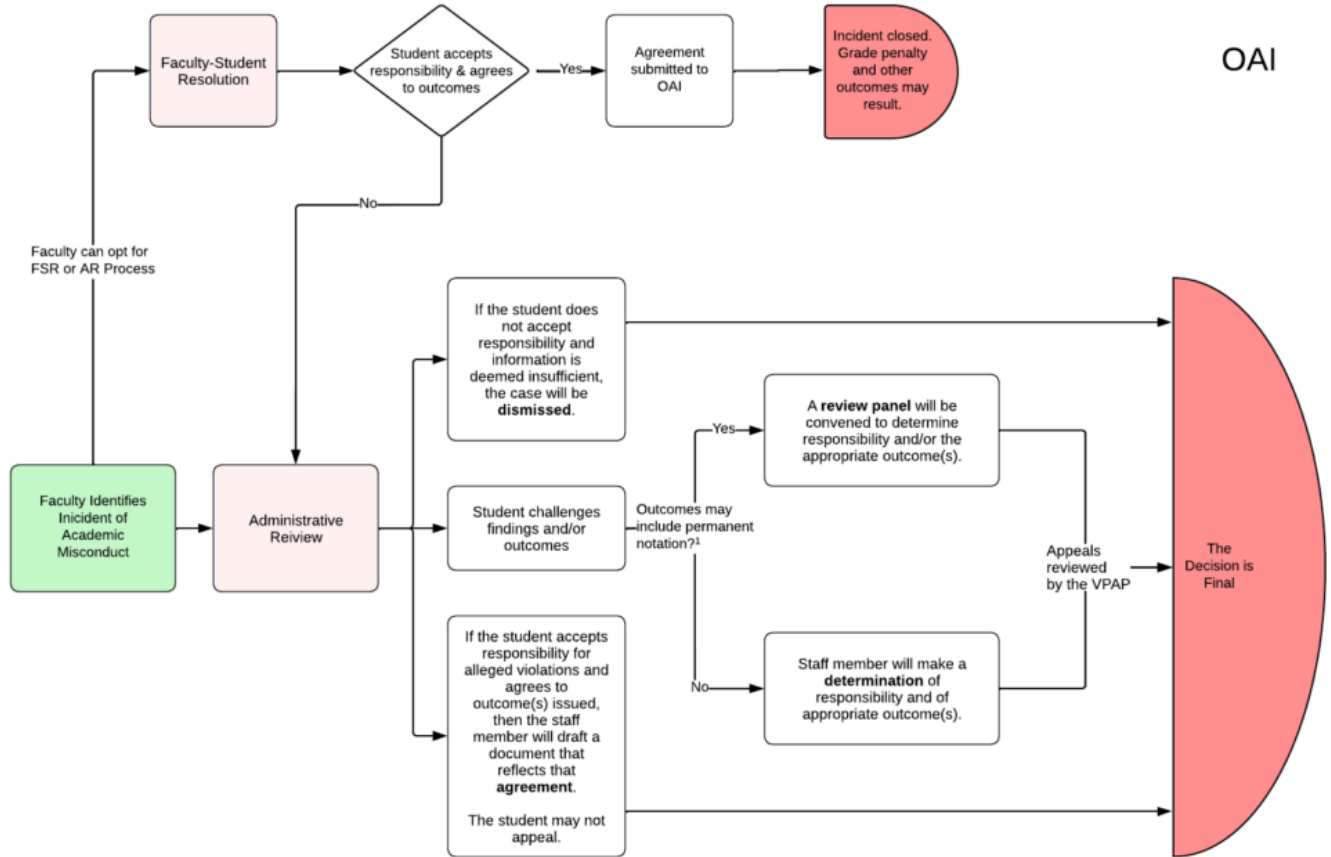 OAI
Faculty-Student
Resolution
Student accepts
responsibility & agrees
to outcomes
Yes
Agreement
submitted to
OAI
Incident closed.
Grade penalty
and other
outcomes may
result.
No
Faculty can opt for
FSR or AR Process
Faculty Identifies
Inicident of
Academic
Misconduct
Administrative
Reiviev
If the student does
not accept
responsibility and
information is
deemed insufficient,
the case will be
dismissed.
Student challenges
findings and/or
outcomes
If the student accepts
responsibility for
alleged violations and
agrees to
outcome(s) issued,
then the staff
member will draft a
document that
reflects that
agreement.
The student may not
appeal.
Outcomes may
include permanent
notation?¹
Yes
A review panel will be
convened to determine
responsibility and/or the
appropriate outcome(s).
No
Staff member will make a
determination of
responsibility and of
appropriate outcome(s).
Appeals
reviewed
by the VPAP
The
Decision is
Final